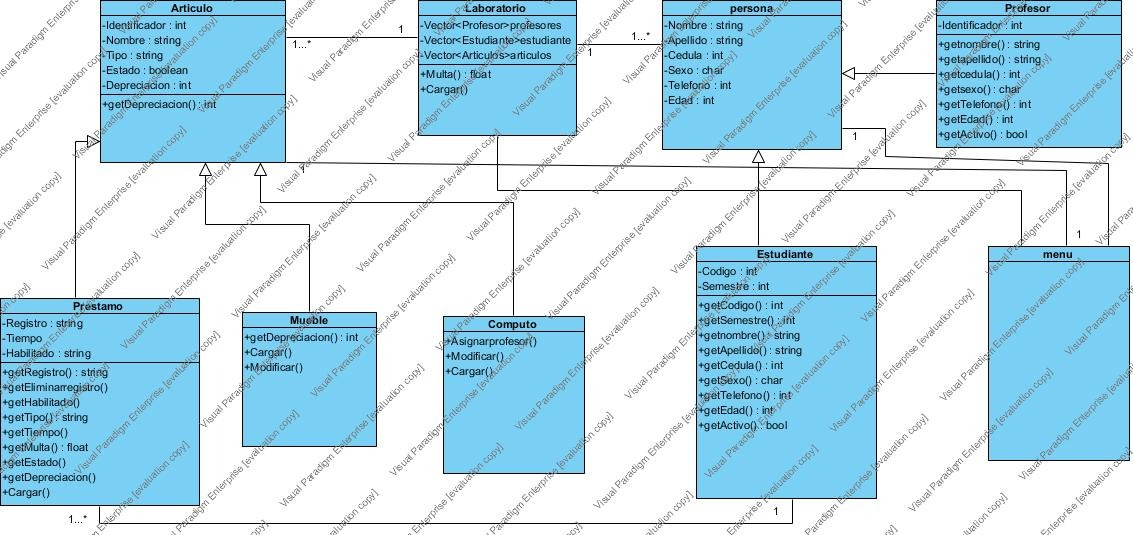 Articulo
-Identificador : int
-Nombre : string
-Tipo : string
-Estado : boolean
-Depreciacion : int
+getDepreciacion() : int
1...*
1
Laboratorio
-Vector<Profesor>profesores
-Vector<Estudiante>estudiante
-Vector<Articulos>articulos
+Multa() : float
+Cargar()
1
1...*
persona
-Nombre : string
-Apellido : string
-Cedula : int
-Sexo : char
-Telefono : int
-Edad : int
1
Profesor
-Identificador : int
+getnombre() : string
+getapellido() : string
+getcedula() : int
+getsexo() : char
+getTelefono() : int
+getEdad() : int
+getActivo() : bool
1
1
Prestamo
-Registro : string
-Tiempo
-Habilitado : string
+getRegistro() : string
+getEliminarregistro()
+getHabilitado()
+getTipo() : string
+getTiempo()
+getMulta() : float
+getEstado()
+getDepreciacion()
+Cargar()
1...*
Mueble
+getDepreciacion() : int
+Cargar()
+Modificar()
Computo
+Asignarprofesor()
+Modificar()
+Cargar()
Estudiante
-Codigo : int
-Semestre : int
+getCodigo() : int
+getSemestre() : int
+getnombre() : string
+getApellido() : string
+getCedula() : int
+getSexo() : char
+getTelefono() : int
+getEdad() : int
+getActivo() : bool
1
menu
Visual Paradigm Enterprise [evaluation copy]